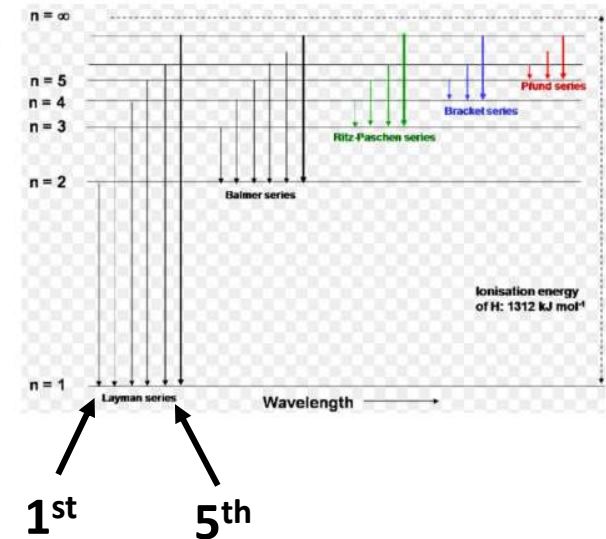 n = ∞
n = 5
n = 4
n = 3
n = 2
n = 1
Pfund series
Bracket series
Ritz-Paschen series
Balmer series
Ionisation energy
of H: 1312 kJ mol⁻¹
Layman series
Wavelength
1st
5th